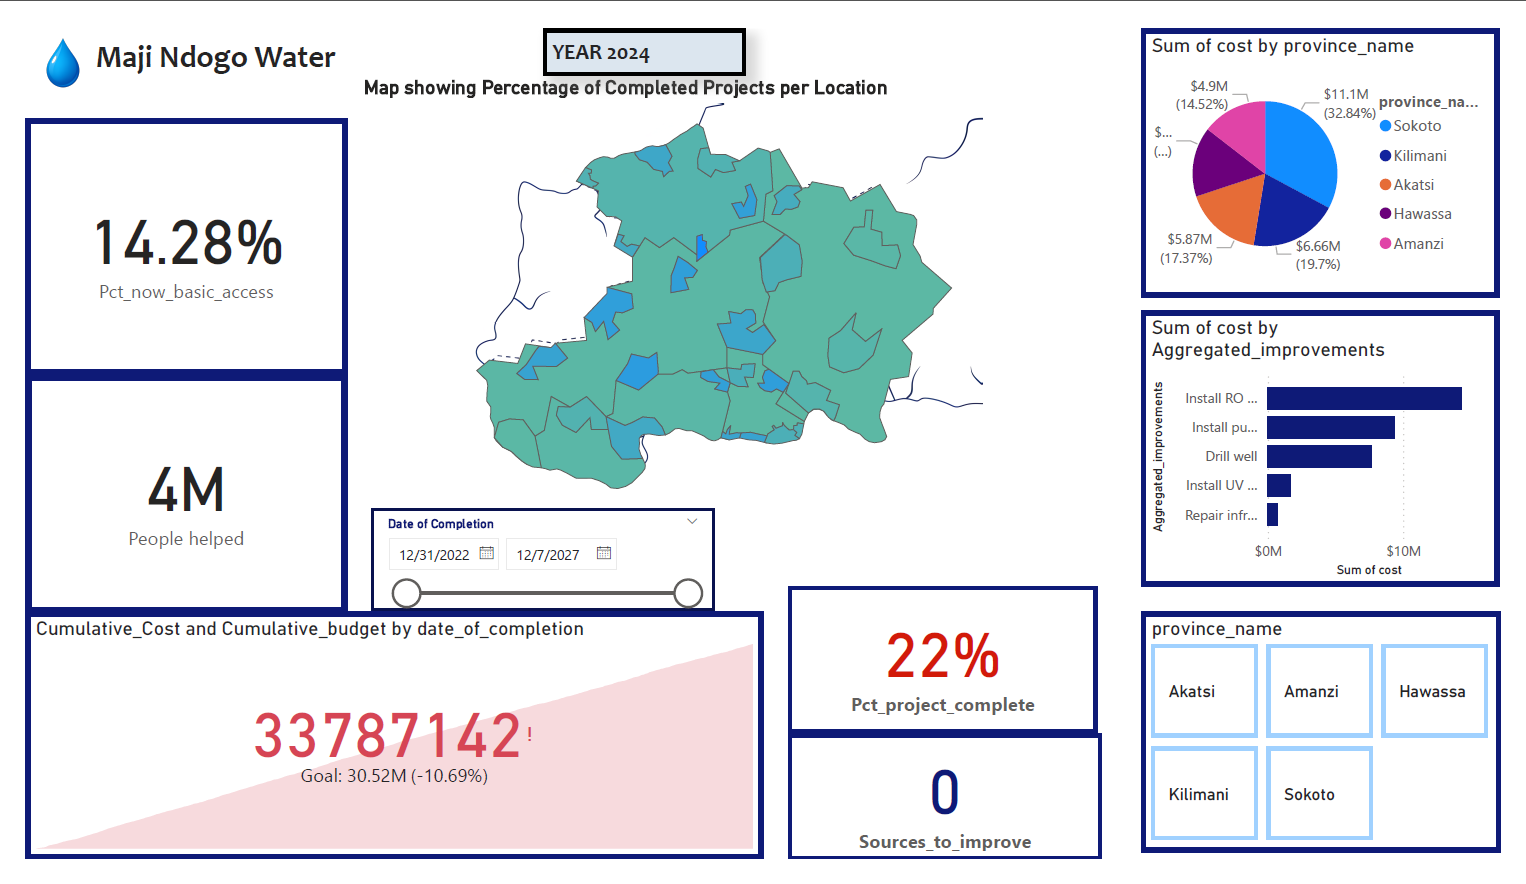 Maji Ndogo Water
YEAR 2024
Map showing Percentage of Completed Projects per Location
14.28%
Pct_now_basic_access
4M
People helped
Date of Completion
12/31/2022
12/7/2027
Cumulative_Cost and Cumulative_budget by date_of_completion
33787142!
Goal: 30.52M (-10.69%)
22%
Pct_project_complete
0
Sources_to_improve
Sum of cost by province_name
$4.9M
(14.52%)
$11.1M
(32.84%)
$...
(...)
$5.87M
(17.37%)
$6.66M
(19.7%)
province_na...
Sokoto
Kilimani
Akatsi
Hawassa
Amanzi
Sum of cost by
Aggregated_improvements
Aggregated_improvements
Install RO ...
Install pu...
Drill well
Install UV ...
Repair infr...
$0M
$10M
Sum of cost
province_name
Akatsi
Amanzi
Hawassa
Kilimani
Sokoto